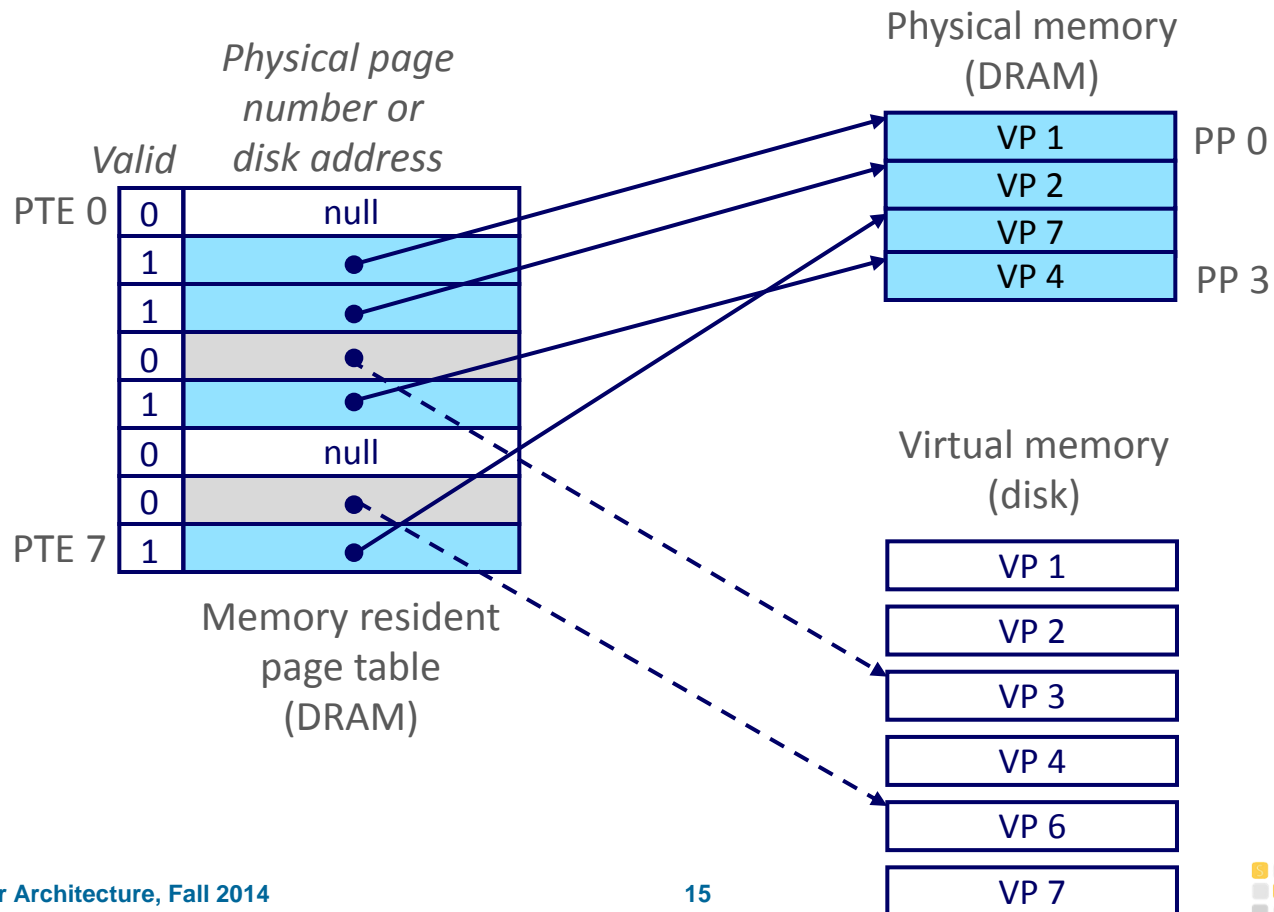 Physical page
number or
disk address
Valid
PTE 0
0
null
1
1
0
1
0
null
0
PTE 7
1
Memory resident
page table
(DRAM)
Physical memory
(DRAM)
VP 1
PP 0
VP 2
VP 7
VP 4
PP 3
Virtual memory
(disk)
VP 1
VP 2
VP 3
VP 4
VP 6
VP 7
r Architecture, Fall 2014
15
S